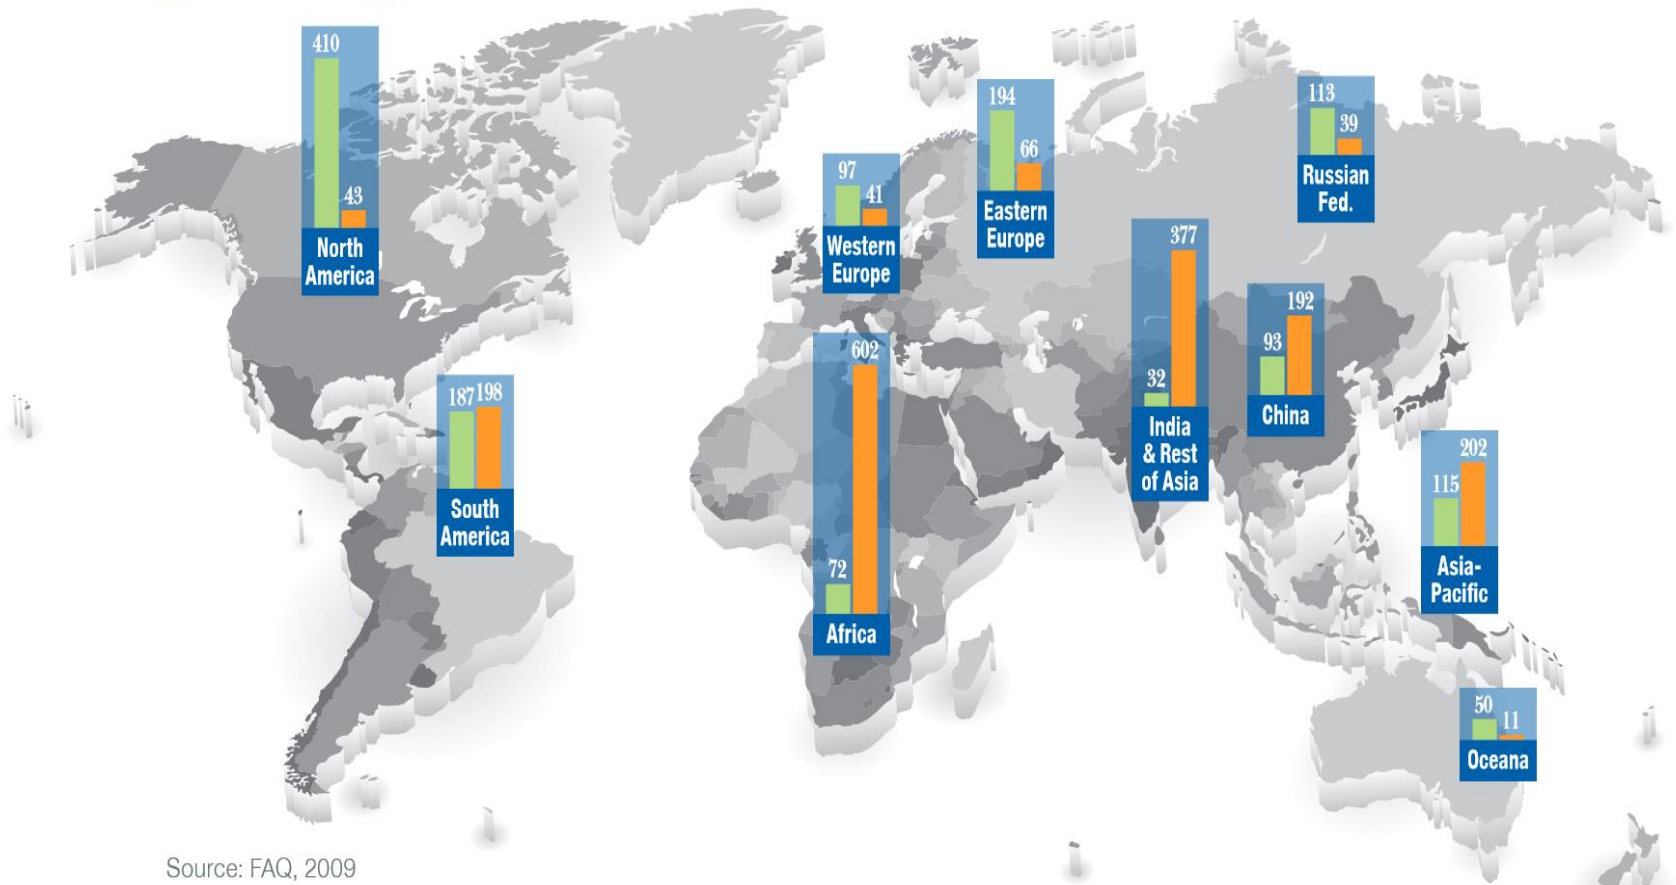 410
43
North
America
187 198
South
America
97
41
Western
Europe
194
66
Eastern
Europe
113
39
Russian
Fed.
602
72
Africa
377
32
India
& Rest
of Asia
192
93
China
202
115
Asia-
Pacific
50
11
Oceana
Source: FAQ, 2009